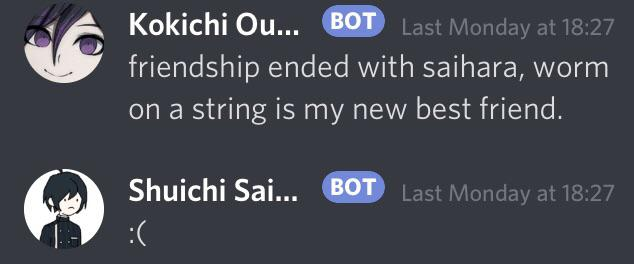 Kokichi Ou... BOT Last Monday at 18:27
friendship ended with saihara, worm
on a string is my new best friend.
Shuichi Sai... BOT Last Monday at 18:27
:(